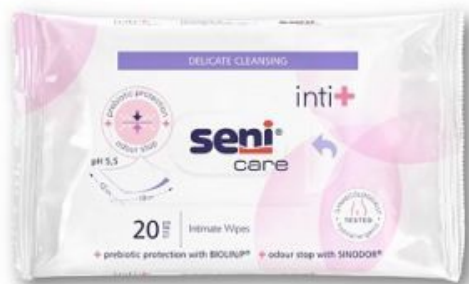 DELICATE CLEANSING
inti+
prebiotic protection
odour stop
seni®
care
pH 5,5
20
Intimate Wipes
TESTED
+ prebiotic protection with BIOLIN/P® + odour stop with SINODOR®